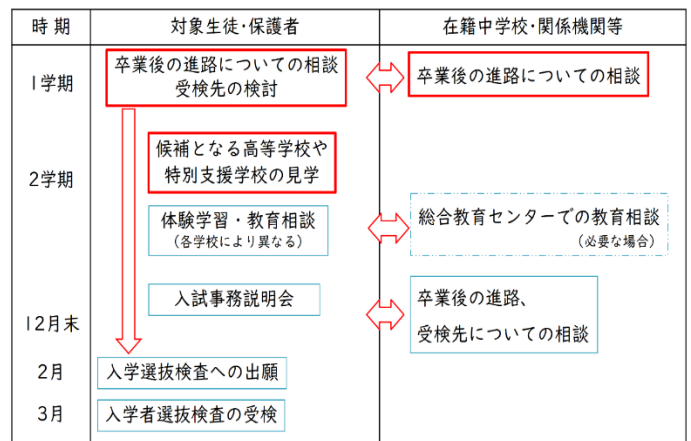 時期 対象生徒・保護者 在籍中学校・関係機関等
1学期
卒業後の進路についての相談
受検先の検討
卒業後の進路についての相談
2学期
候補となる高等学校や
特別支援学校の見学
体験学習・教育相談
(各学校により異なる)
総合教育センターでの教育相談
(必要な場合)
12月末
入試事務説明会
卒業後の進路、
受検先についての相談
2月 入学選抜検査への出願
3月 入学者選抜検査の受検